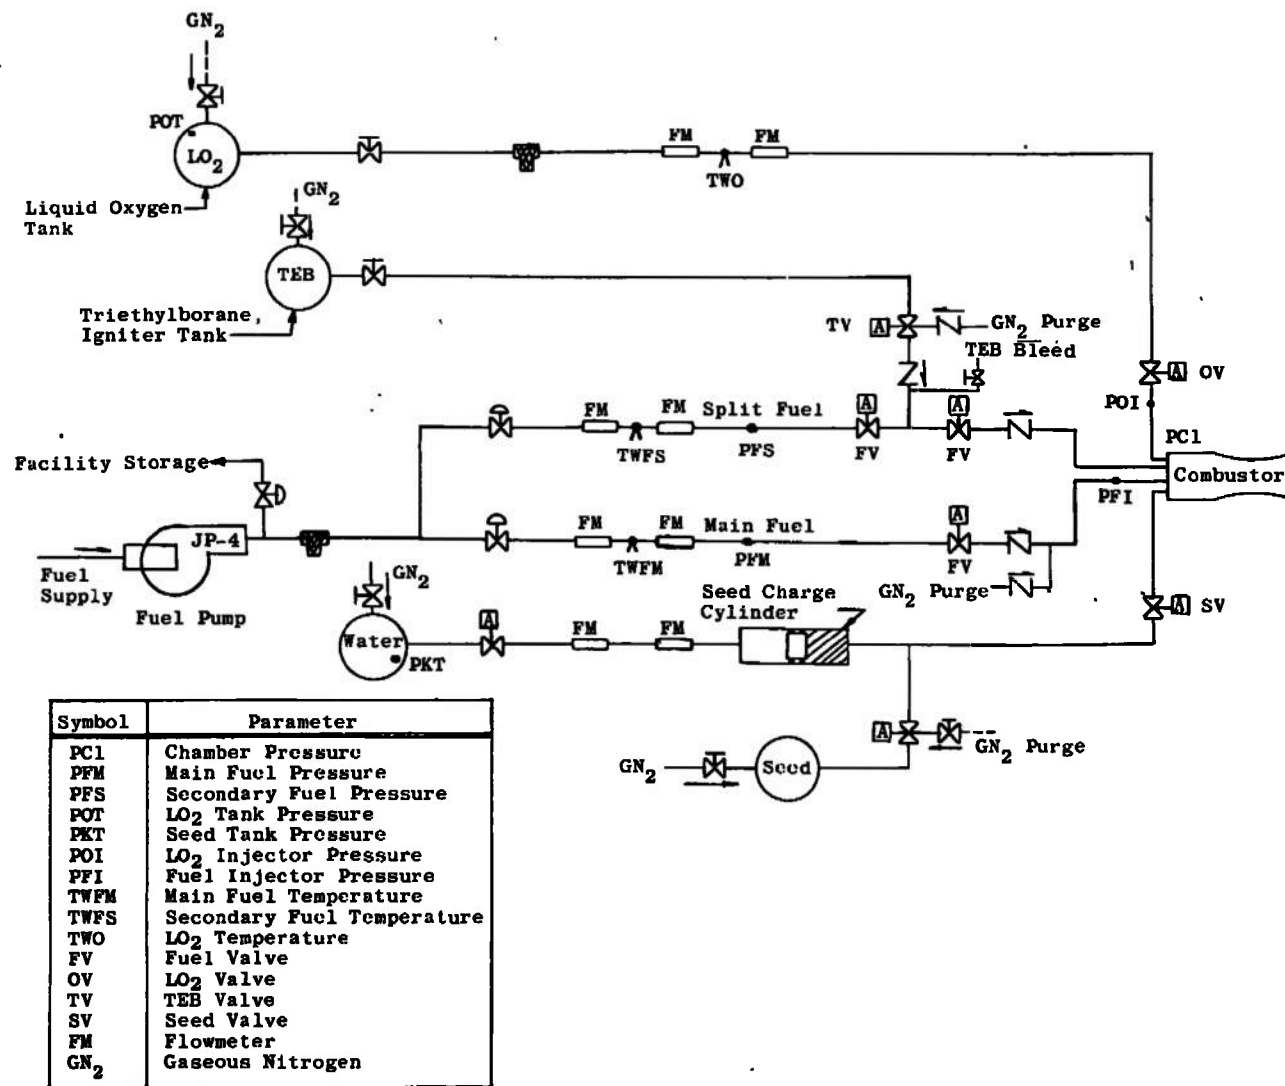 GN2
POT
LO2
FM
FM
TWO
Liquid Oxygen
Tank
GN2
TEB
Triethylborane,
Igniter Tank
TV
A
GN2 Purge
TEB Bleed
A
OV
POI
PC1
Combustor
FM
FM
Split Fuel
A
A
TWFS
PFS
FV
FV
Facility Storage
PFI
JP-4
FM
FM
Main Fuel
A
TWFM
PFM
FV
Fuel
Supply
Fuel Pump
GN2
GN2 Purge
Seed Charge
Cylinder
A
SV
Water
PKT
A
FM
FM
A
GN2 Purge
GN2
Seed
Symbol Parameter
PC1 Chamber Pressure
PFM Main Fuel Pressure
PFS Secondary Fuel Pressure
POT LO2 Tank Pressure
PKT Seed Tank Pressure
POI LO2 Injector Pressure
PFI Fuel Injector Pressure
TWFM Main Fuel Temperature
TWFS Secondary Fuel Temperature
TWO LO2 Temperature
FV Fuel Valve
OV LO2 Valve
TV TEB Valve
SV Seed Valve
FM Flowmeter
GN2 Gaseous Nitrogen